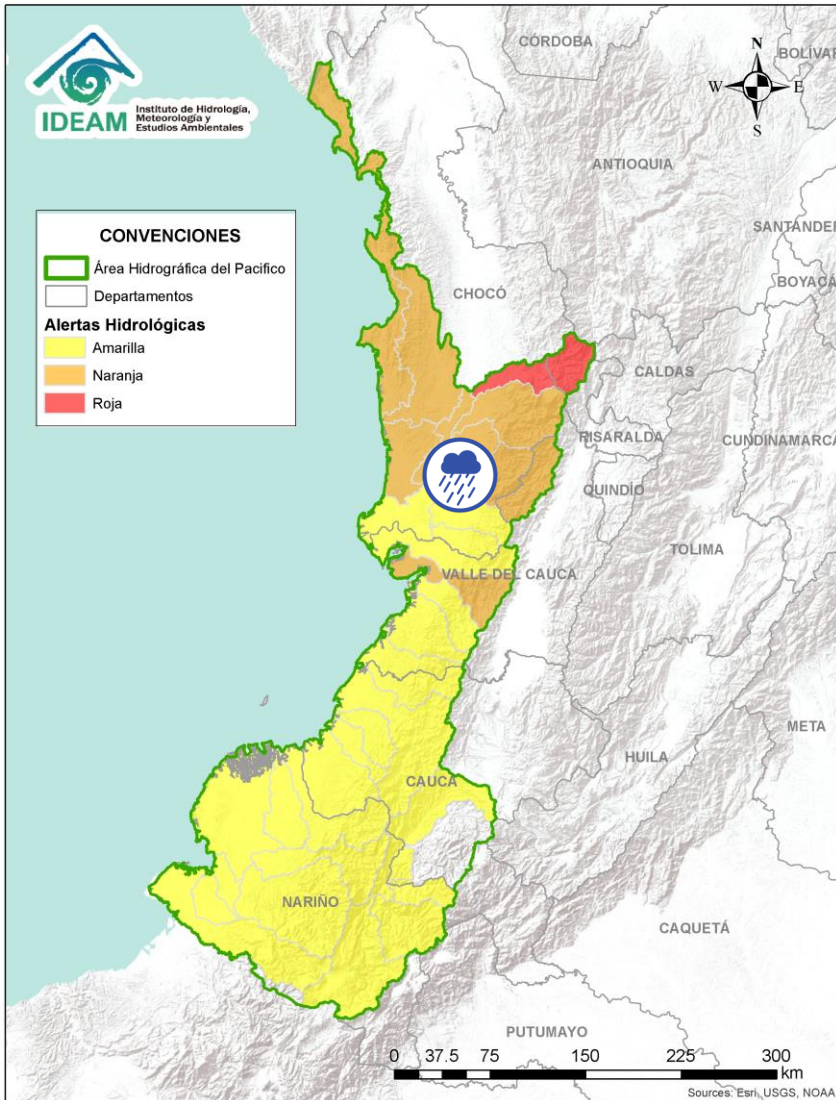 IDEAM
Instituto de Hidrología,
Meteorología y
Estudios Ambientales
CÓRDOBA
BOLÍVAR
N
W
E
S
ANTIOQUIA
SANTANDER
BOYACÁ
CONVENCIONES
Área Hidrográfica del Pacifico
Departamentos
Alertas Hidrológicas
Amarilla
Naranja
Roja
CHOCÓ
CALDAS
RISARALDA
CUNDINAMARCA
QUINDÍO
TOLIMA
VALLE DEL CAUCA
META
HUILA
CAUCA
NARIÑO
CAQUETÁ
PUTUMAYO
0 37.5 75 150 225 300
km
Sources: Esri, USGS, NOAA